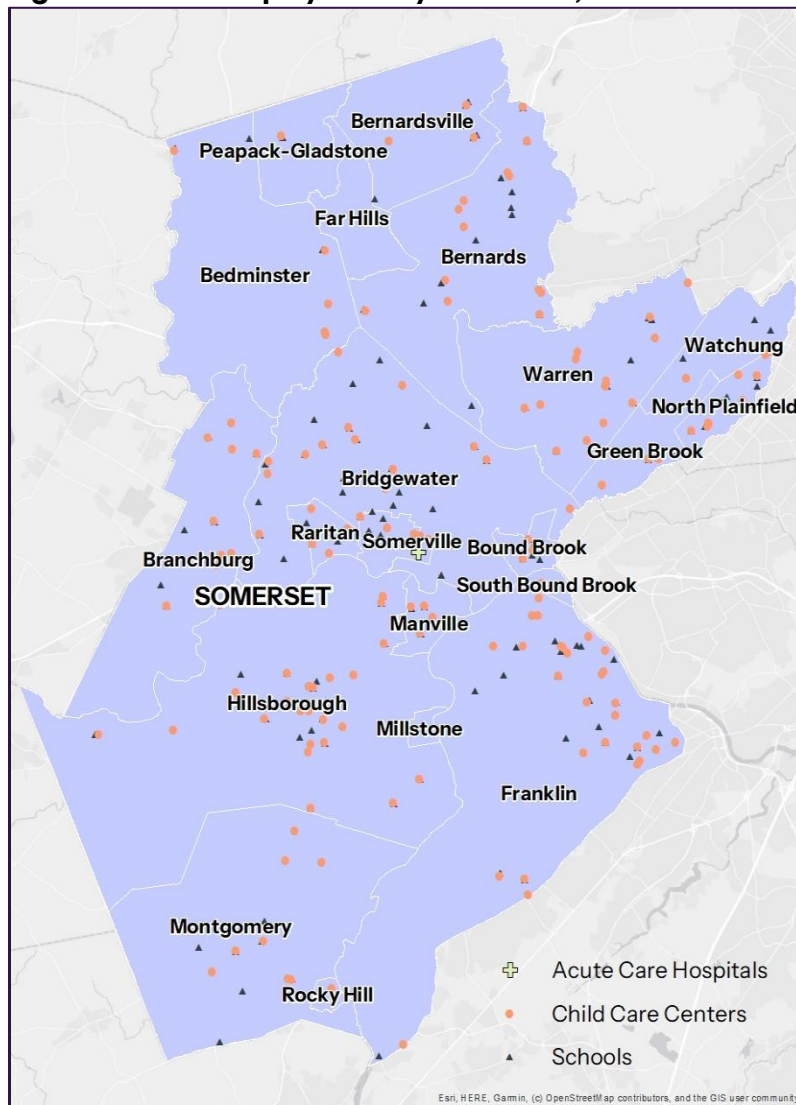 Bernardsville
Peapack-Gladstone
Far Hills
Bernards
Bedminster
Watchung
Warren
North Plainfield
Green Brook
Bridgewater
Raritan
Somerville
Bound Brook
Branchburg
South Bound Brook
SOMERSET
Manville
Hillsborough
Millstone
Franklin
Montgomery
Rocky Hill
Acute Care Hospitals
Child Care Centers
Schools
Esri, HERE, Garmin, (c) OpenStreetMap contributors, and the GIS user community